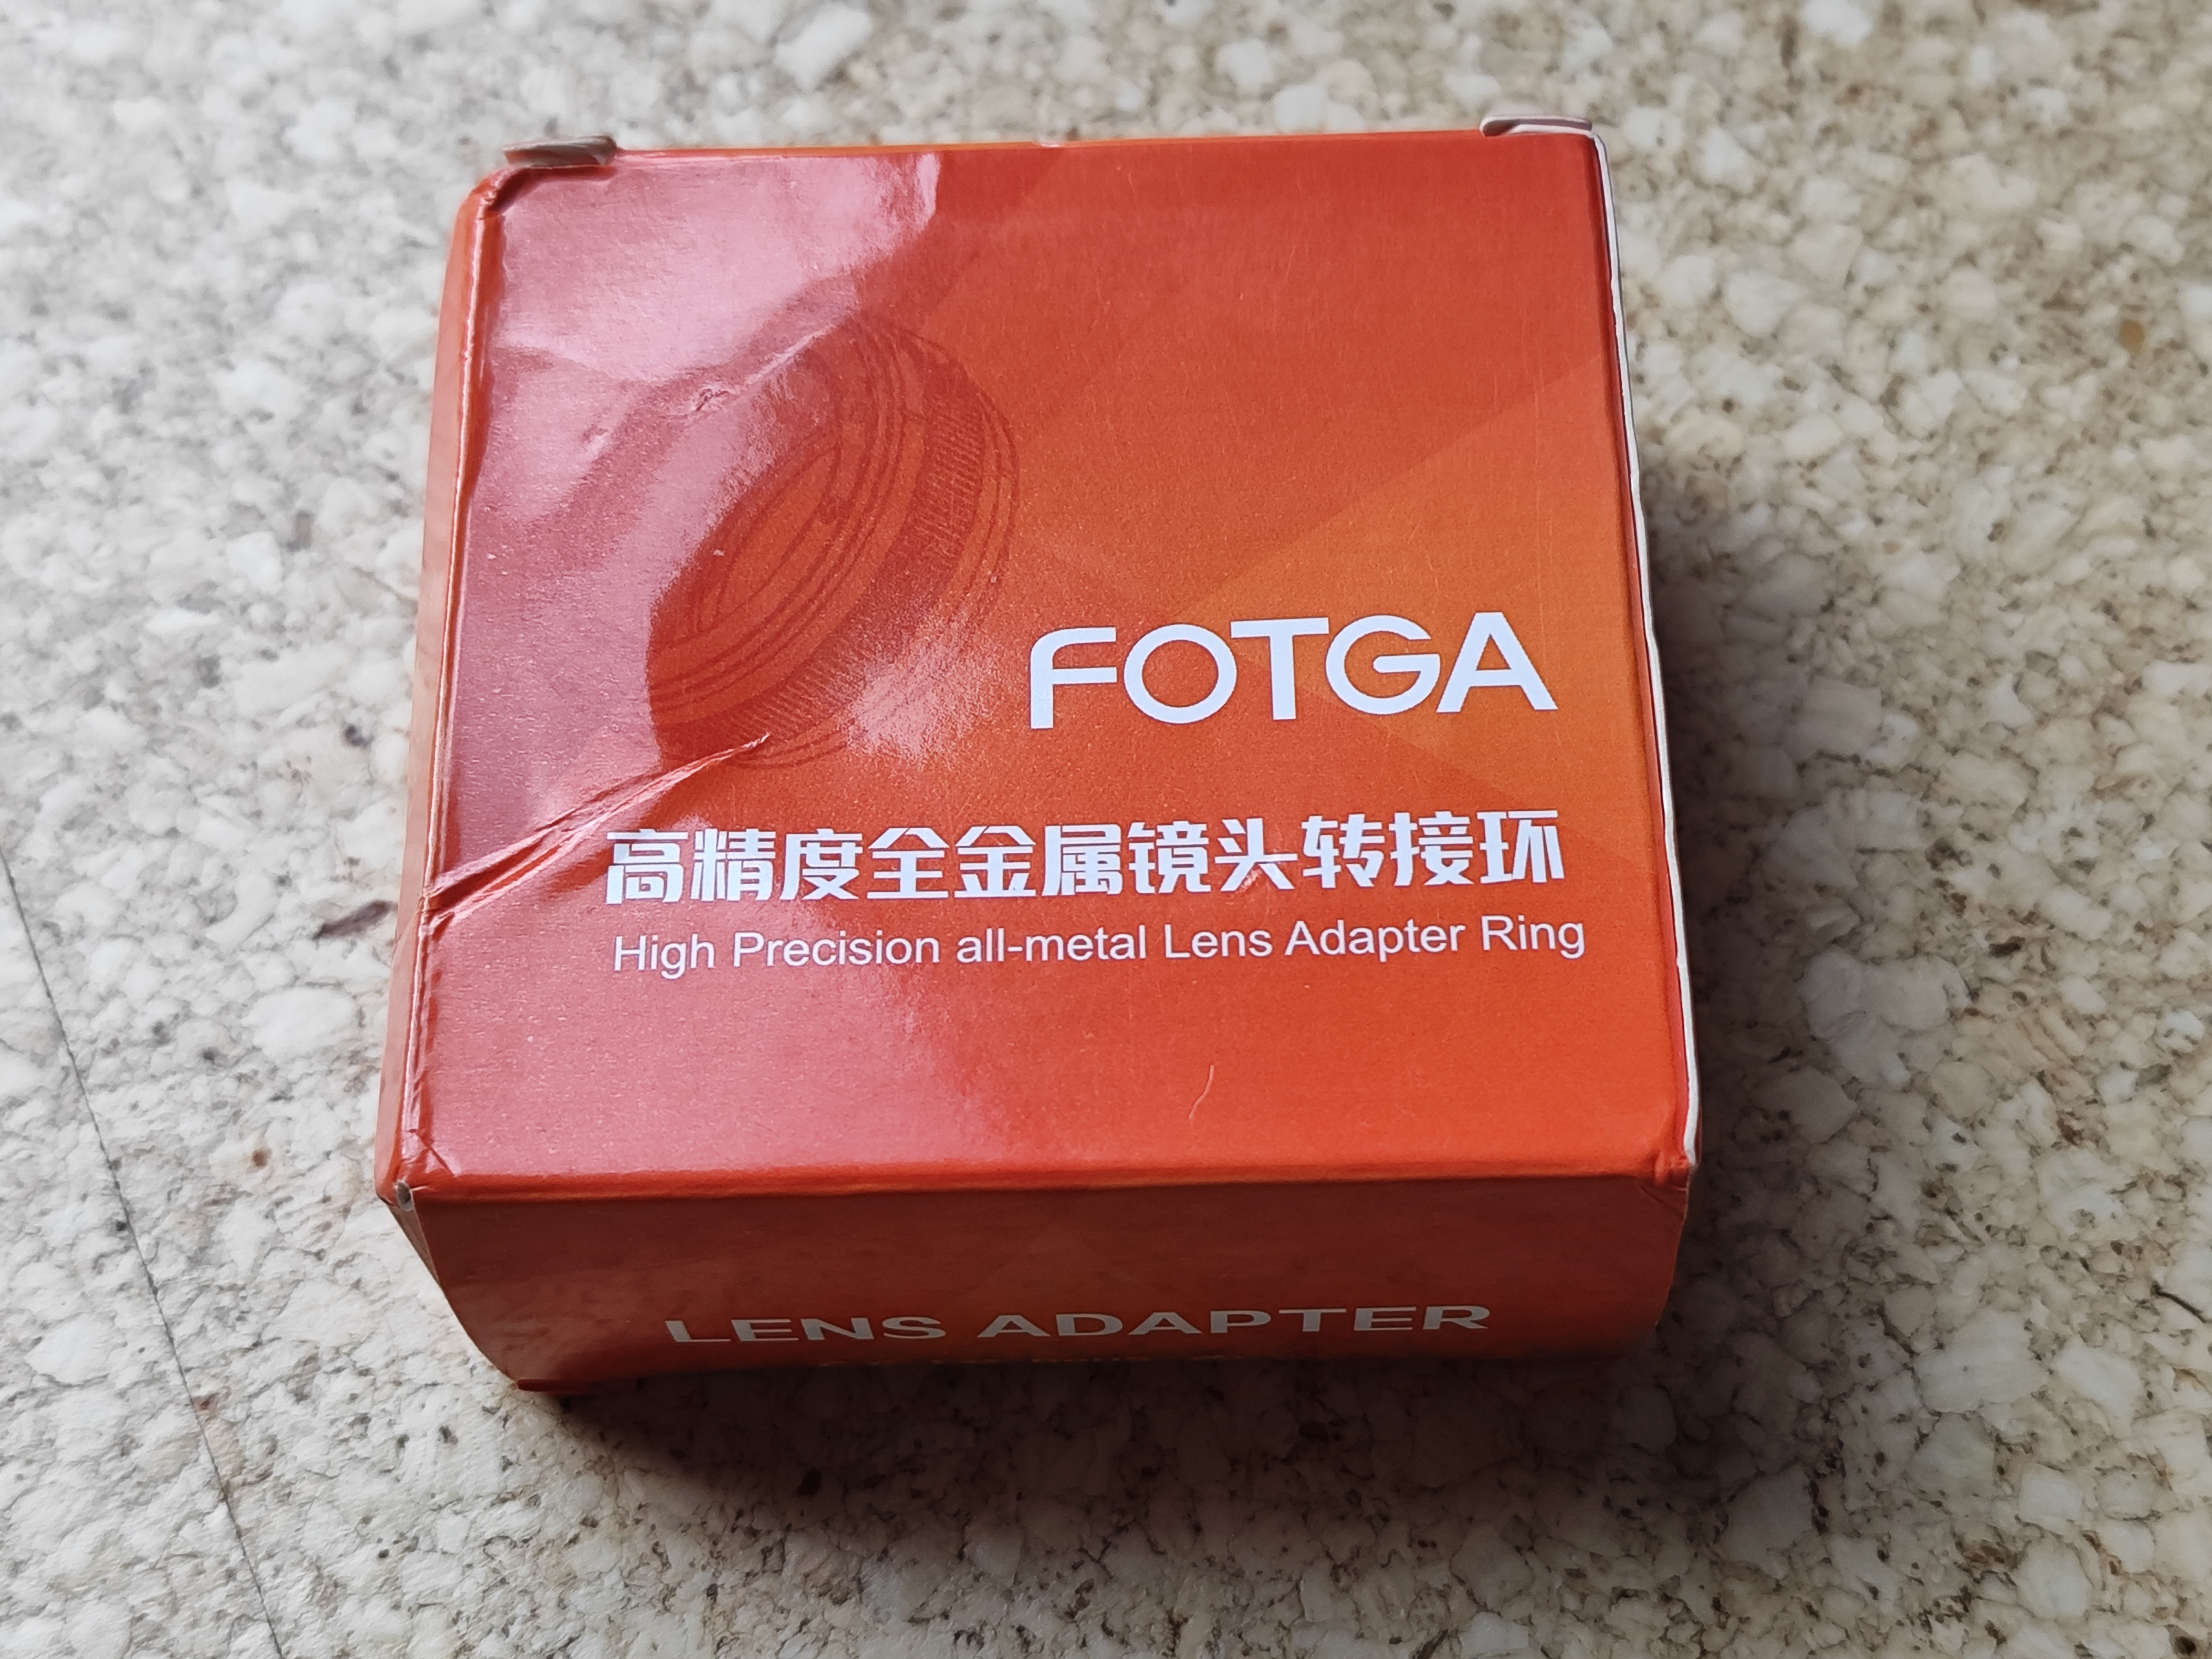 FOTGA
高精度全金属镜头转接环
High Precision all-metal Lens Adapter Ring
LENS ADAPTER